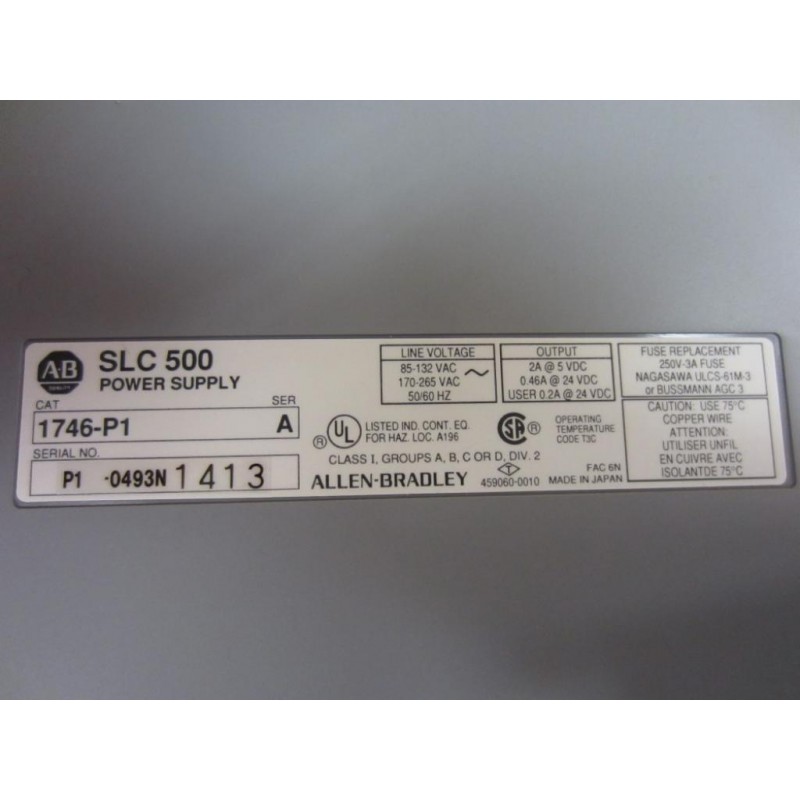 A·B
QUALITY
SLC 500
POWER SUPPLY
CAT
SER
1746-P1
A
SERIAL NO.
P1 -0493N 1413
LINE VOLTAGE
85-132 VAC
170-265 VAC
50/60 HZ
OUTPUT
2A @ 5 VDC
0.46A @ 24 VDC
USER 0.2A @ 24 VDC
FUSE REPLACEMENT
250V-3A FUSE
NAGASAWA ULCS-61M-3
or BUSSMANN AGC 3
® UL LISTED IND. CONT. EQ.
FOR HAZ. LOC. A196
SA ®
OPERATING
TEMPERATURE
CODE T3C
CLASS I, GROUPS A, B, C OR D, DIV. 2
ALLEN-BRADLEY
T
459060-0010
FAC 6N
MADE IN JAPAN
CAUTION: USE 75°C
COPPER WIRE
ATTENTION:
UTILISER UNFIL
EN CUIVRE AVEC
ISOLANTDE 75°C